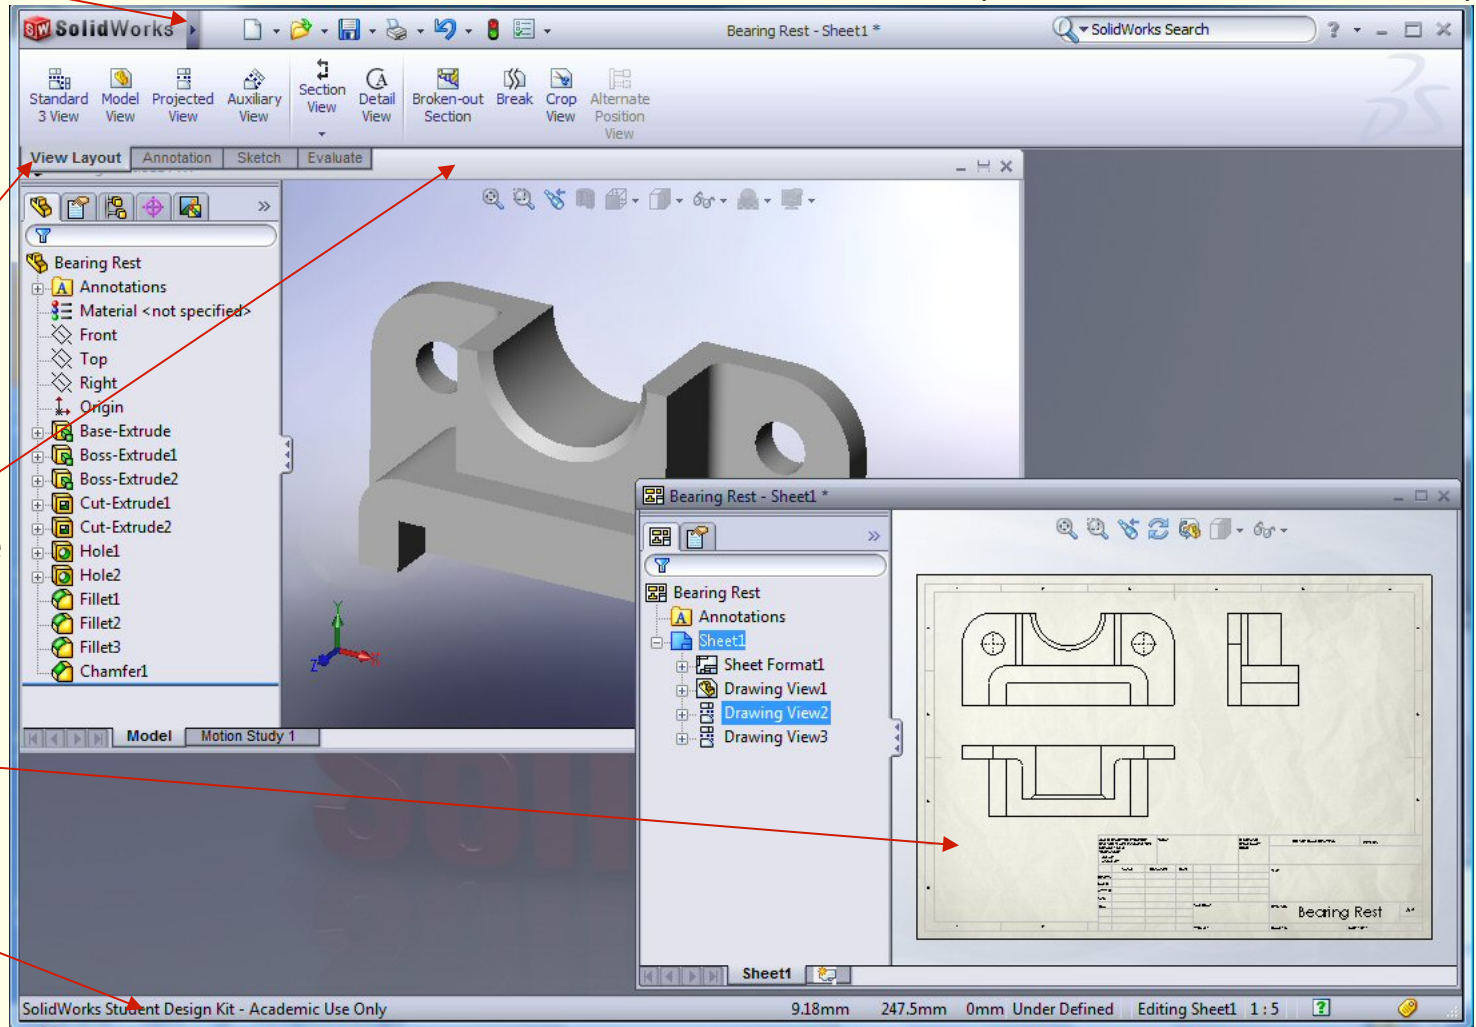 SolidWorks
Bearing Rest - Sheet1 *
SolidWorks Search
?
Standard 3 View
Model View
Projected View
Auxiliary View
Section View
Detail View
Broken-out Section
Break
Crop View
Alternate Position View
View Layout
Annotation
Sketch
Evaluate
Bearing Rest
Annotations
Material <not specified>
Front
Top
Right
Origin
Base-Extrude
Boss-Extrude1
Boss-Extrude2
Cut-Extrude1
Cut-Extrude2
Hole1
Hole2
Fillet1
Fillet2
Fillet3
Chamfer1
Y
Z
X
Model
Motion Study 1
Bearing Rest - Sheet1 *
Bearing Rest
Annotations
Sheet1
Sheet Format1
Drawing View1
Drawing View2
Drawing View3
Bearing Rest
Sheet1
SolidWorks Student Design Kit - Academic Use Only
9.18mm
247.5mm
0mm
Under Defined
Editing Sheet1
1 : 5